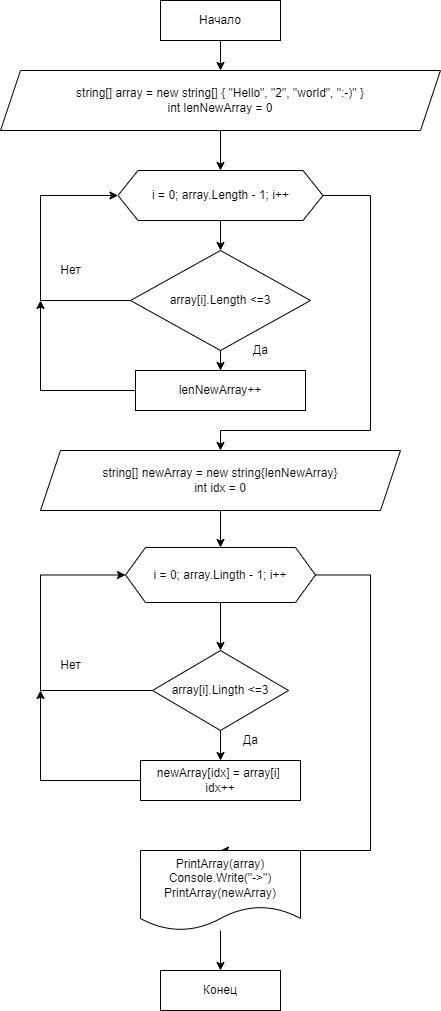 Начало
string[] array = new string[] { "Hello", "2", "world", ":-)" }
int lenNewArray = 0
i = 0; array.Length - 1; i++
Нет
array[i].Length <=3
Да
lenNewArray++
string[] newArray = new string{lenNewArray}
int idx = 0
i = 0; array.Lingth - 1; i++
Нет
array[i].Lingth <=3
Да
newArray[idx] = array[i]
idx++
PrintArray(array)
Console.Write("->")
PrintArray(newArray)
Конец